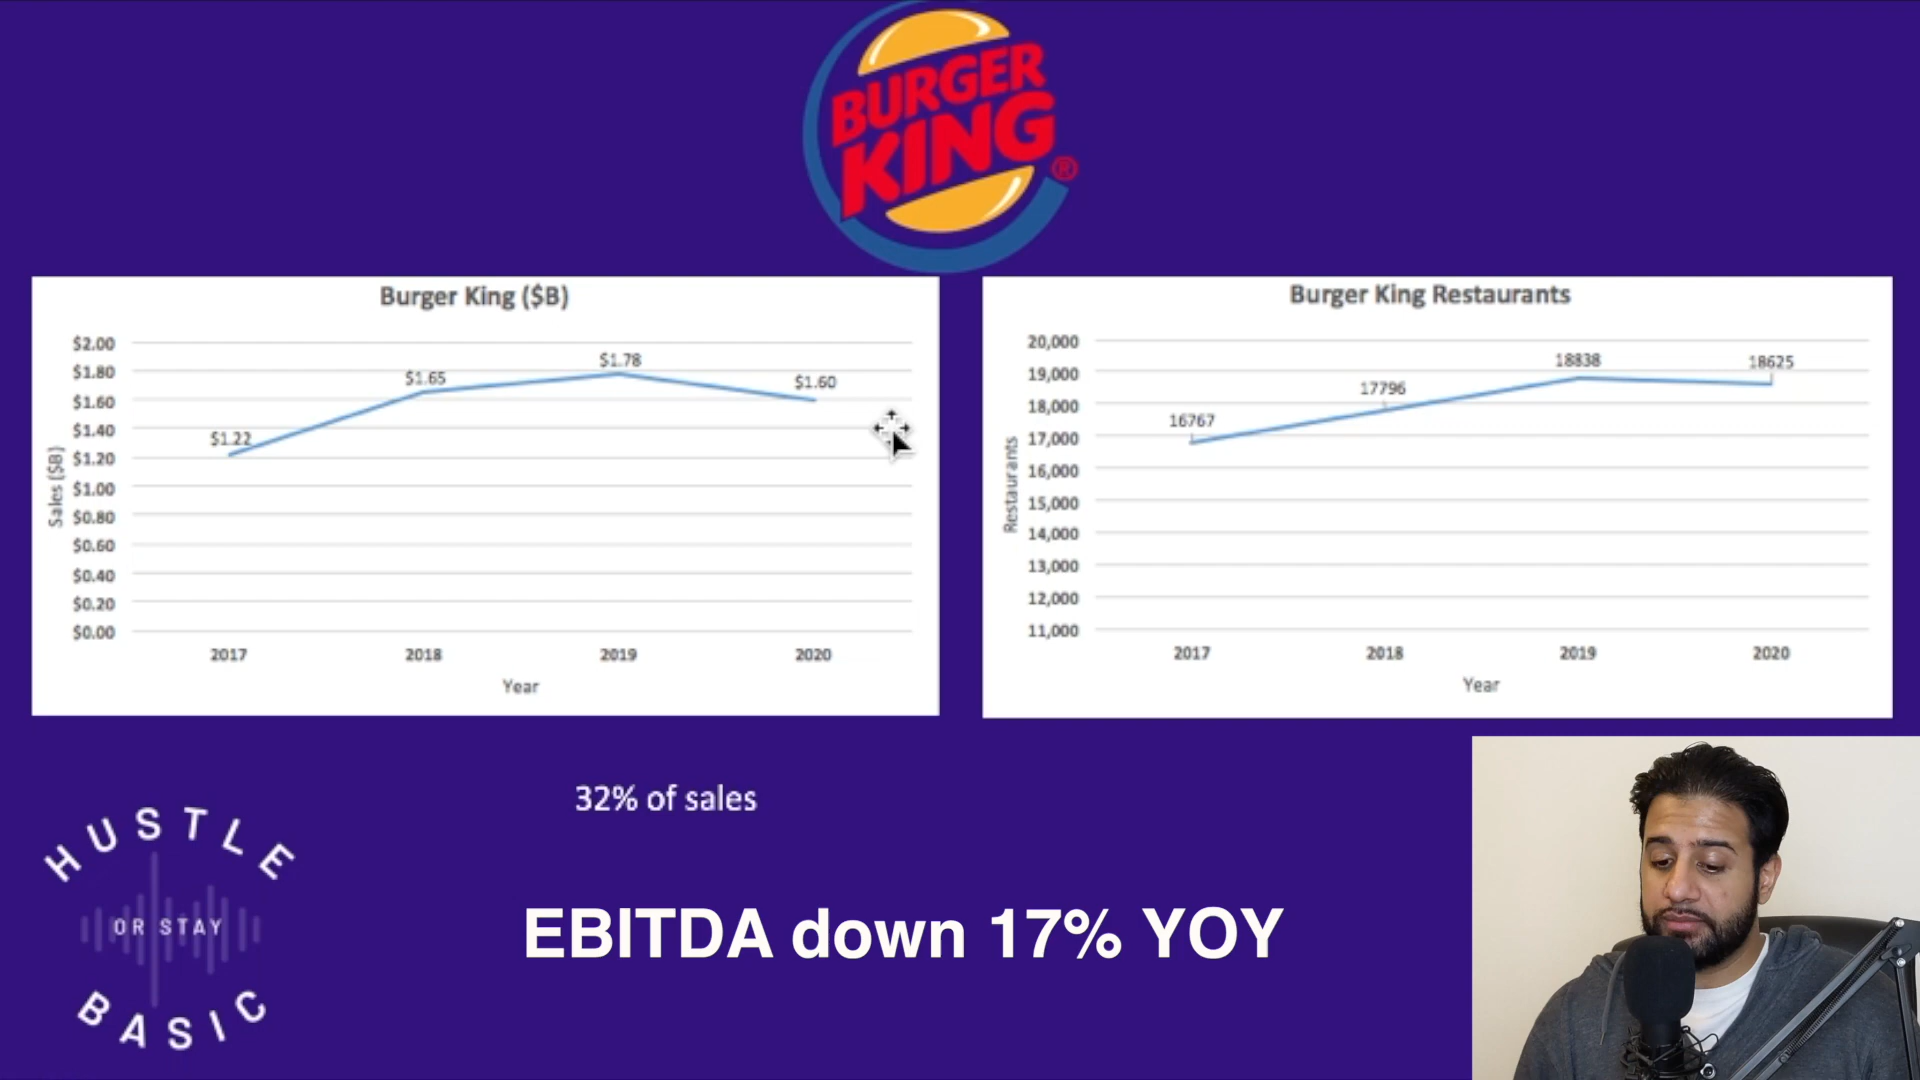 BURGER
KING®
Burger King ($B)
$2.00
$1.80
$1.60
$1.40
$1.20
$1.00
$0.80
$0.60
$0.40
$0.20
$0.00
Sales ($B)
$1.22
$1.65
$1.78
$1.60
2017 2018 2019 2020
Year
Burger King Restaurants
20,000
19,000
18,000
17,000
16,000
15,000
14,000
13,000
12,000
11,000
Restaurants
16767
17796
18838
18625
2017 2018 2019 2020
Year
32% of sales
EBITDA down 17% YOY
HUSTLE
OR STAY
BASIC